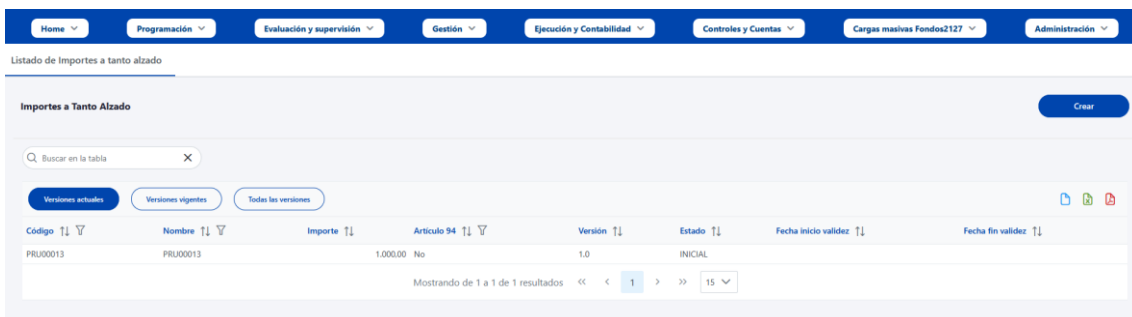 Home Programación Evaluación y supervisión Gestión Ejecución y Contabilidad Controles y Cuentas Cargas masivas Fondos2127 Administración
Listado de Importes a tanto alzado
Importes a Tanto Alzado Crear
Buscar en la tabla
Versiones actuales Versiones vigentes Todas las versiones
Código Nombre Importe Artículo 94 Versión Estado Fecha inicio validez Fecha fin validez
PRU00013 PRU00013 1.000,00 No 1.0 INICIAL
Mostrando de 1 a 1 de 1 resultados << < 1 > >> 15